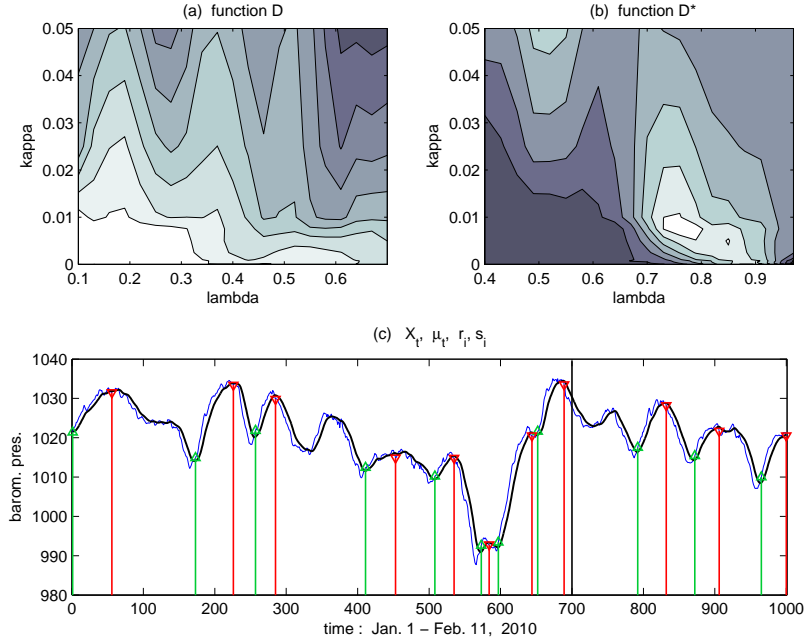 (a) function D
(b) function D*
0.05
0.04
0.03
0.02
0.01
0
kappa
0.1 0.2 0.3 0.4 0.5 0.6
lambda
0.05
0.04
0.03
0.02
0.01
0
kappa
0.4 0.5 0.6 0.7 0.8 0.9
lambda
(c) X_t, μ_t, r_i, s_i
1040
1030
1020
1010
1000
990
980
barom. pres.
0 100 200 300 400 500 600 700 800 900 1000
time : Jan. 1 − Feb. 11, 2010